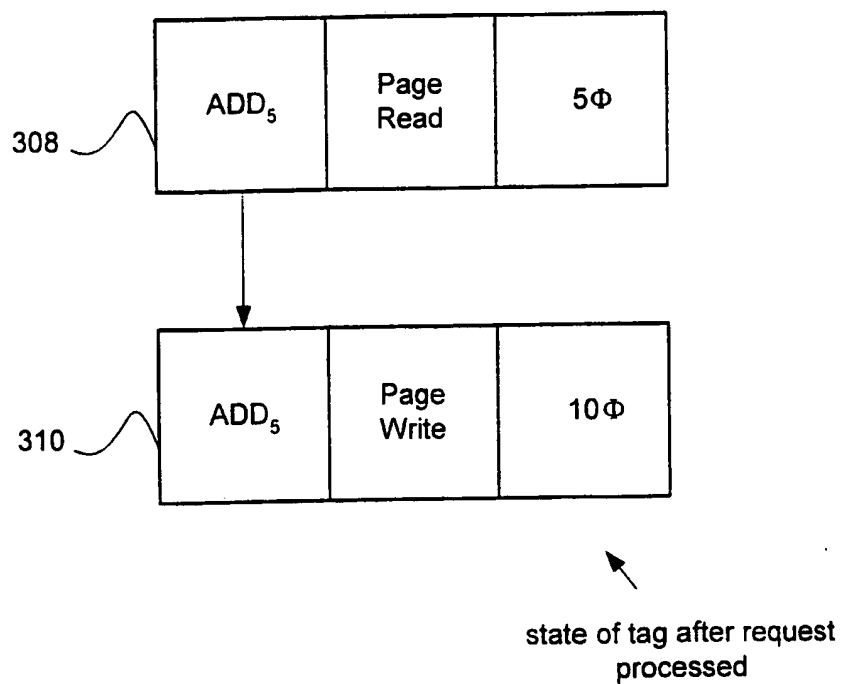 308
ADD₅
Page
Read
5Φ
310
ADD₅
Page
Write
10Φ
state of tag after request
processed